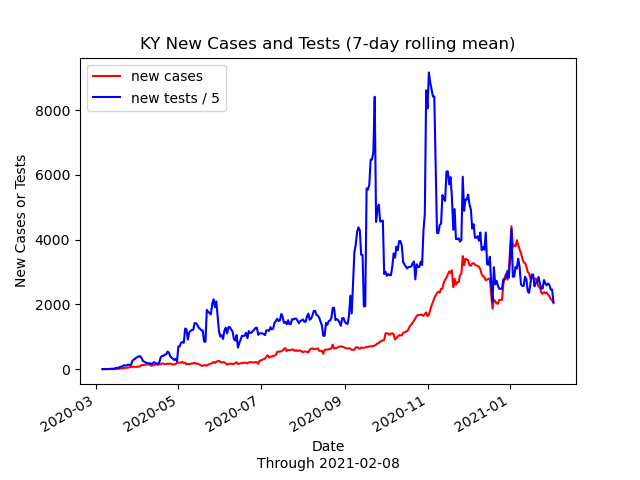 KY New Cases and Tests (7-day rolling mean)
new cases
new tests / 5
New Cases or Tests
8000
6000
4000
2000
0
2020-03
2020-05
2020-07
2020-09
2020-11
2021-01
Date
Through 2021-02-08